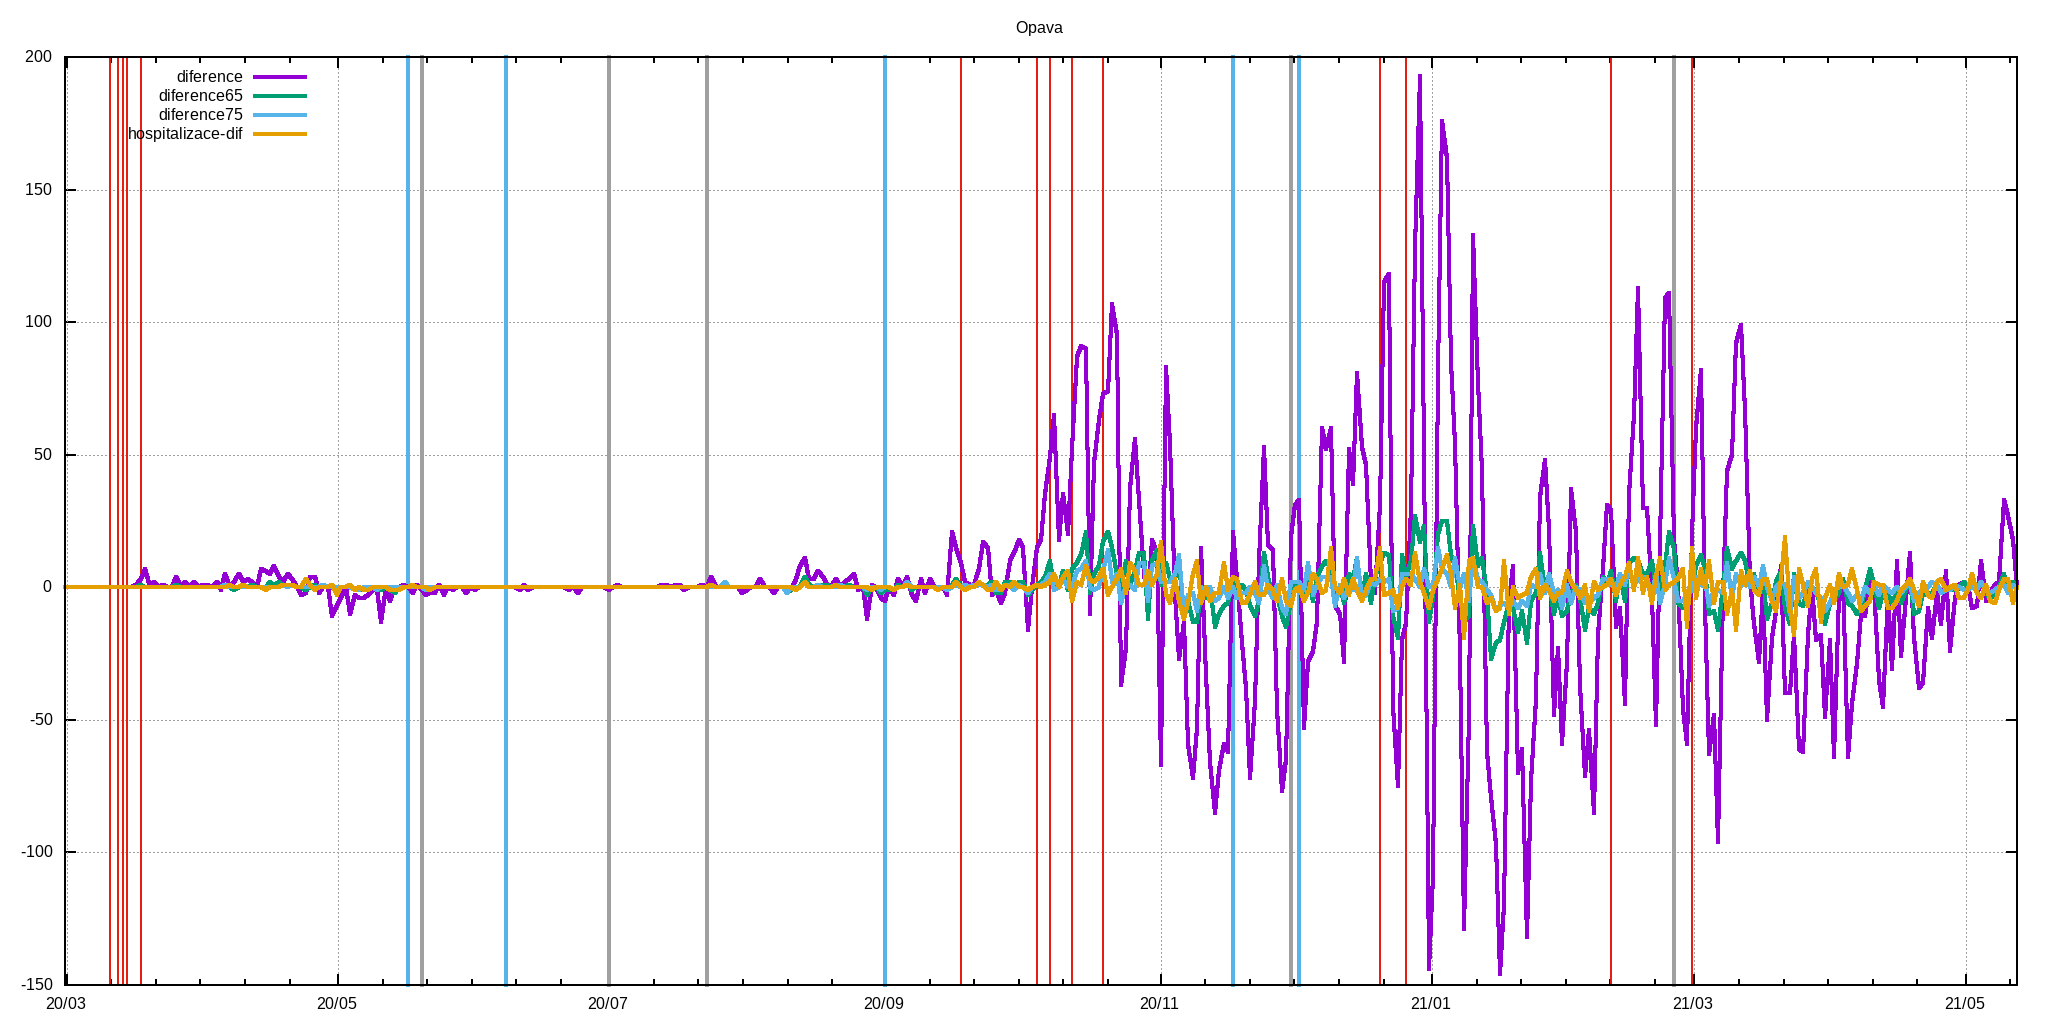 Opava
200
150
100
50
0
-50
-100
-150
diference
diference65
diference75
hospitalizace-dif
20/03 20/05 20/07 20/09 20/11 21/01 21/03 21/05